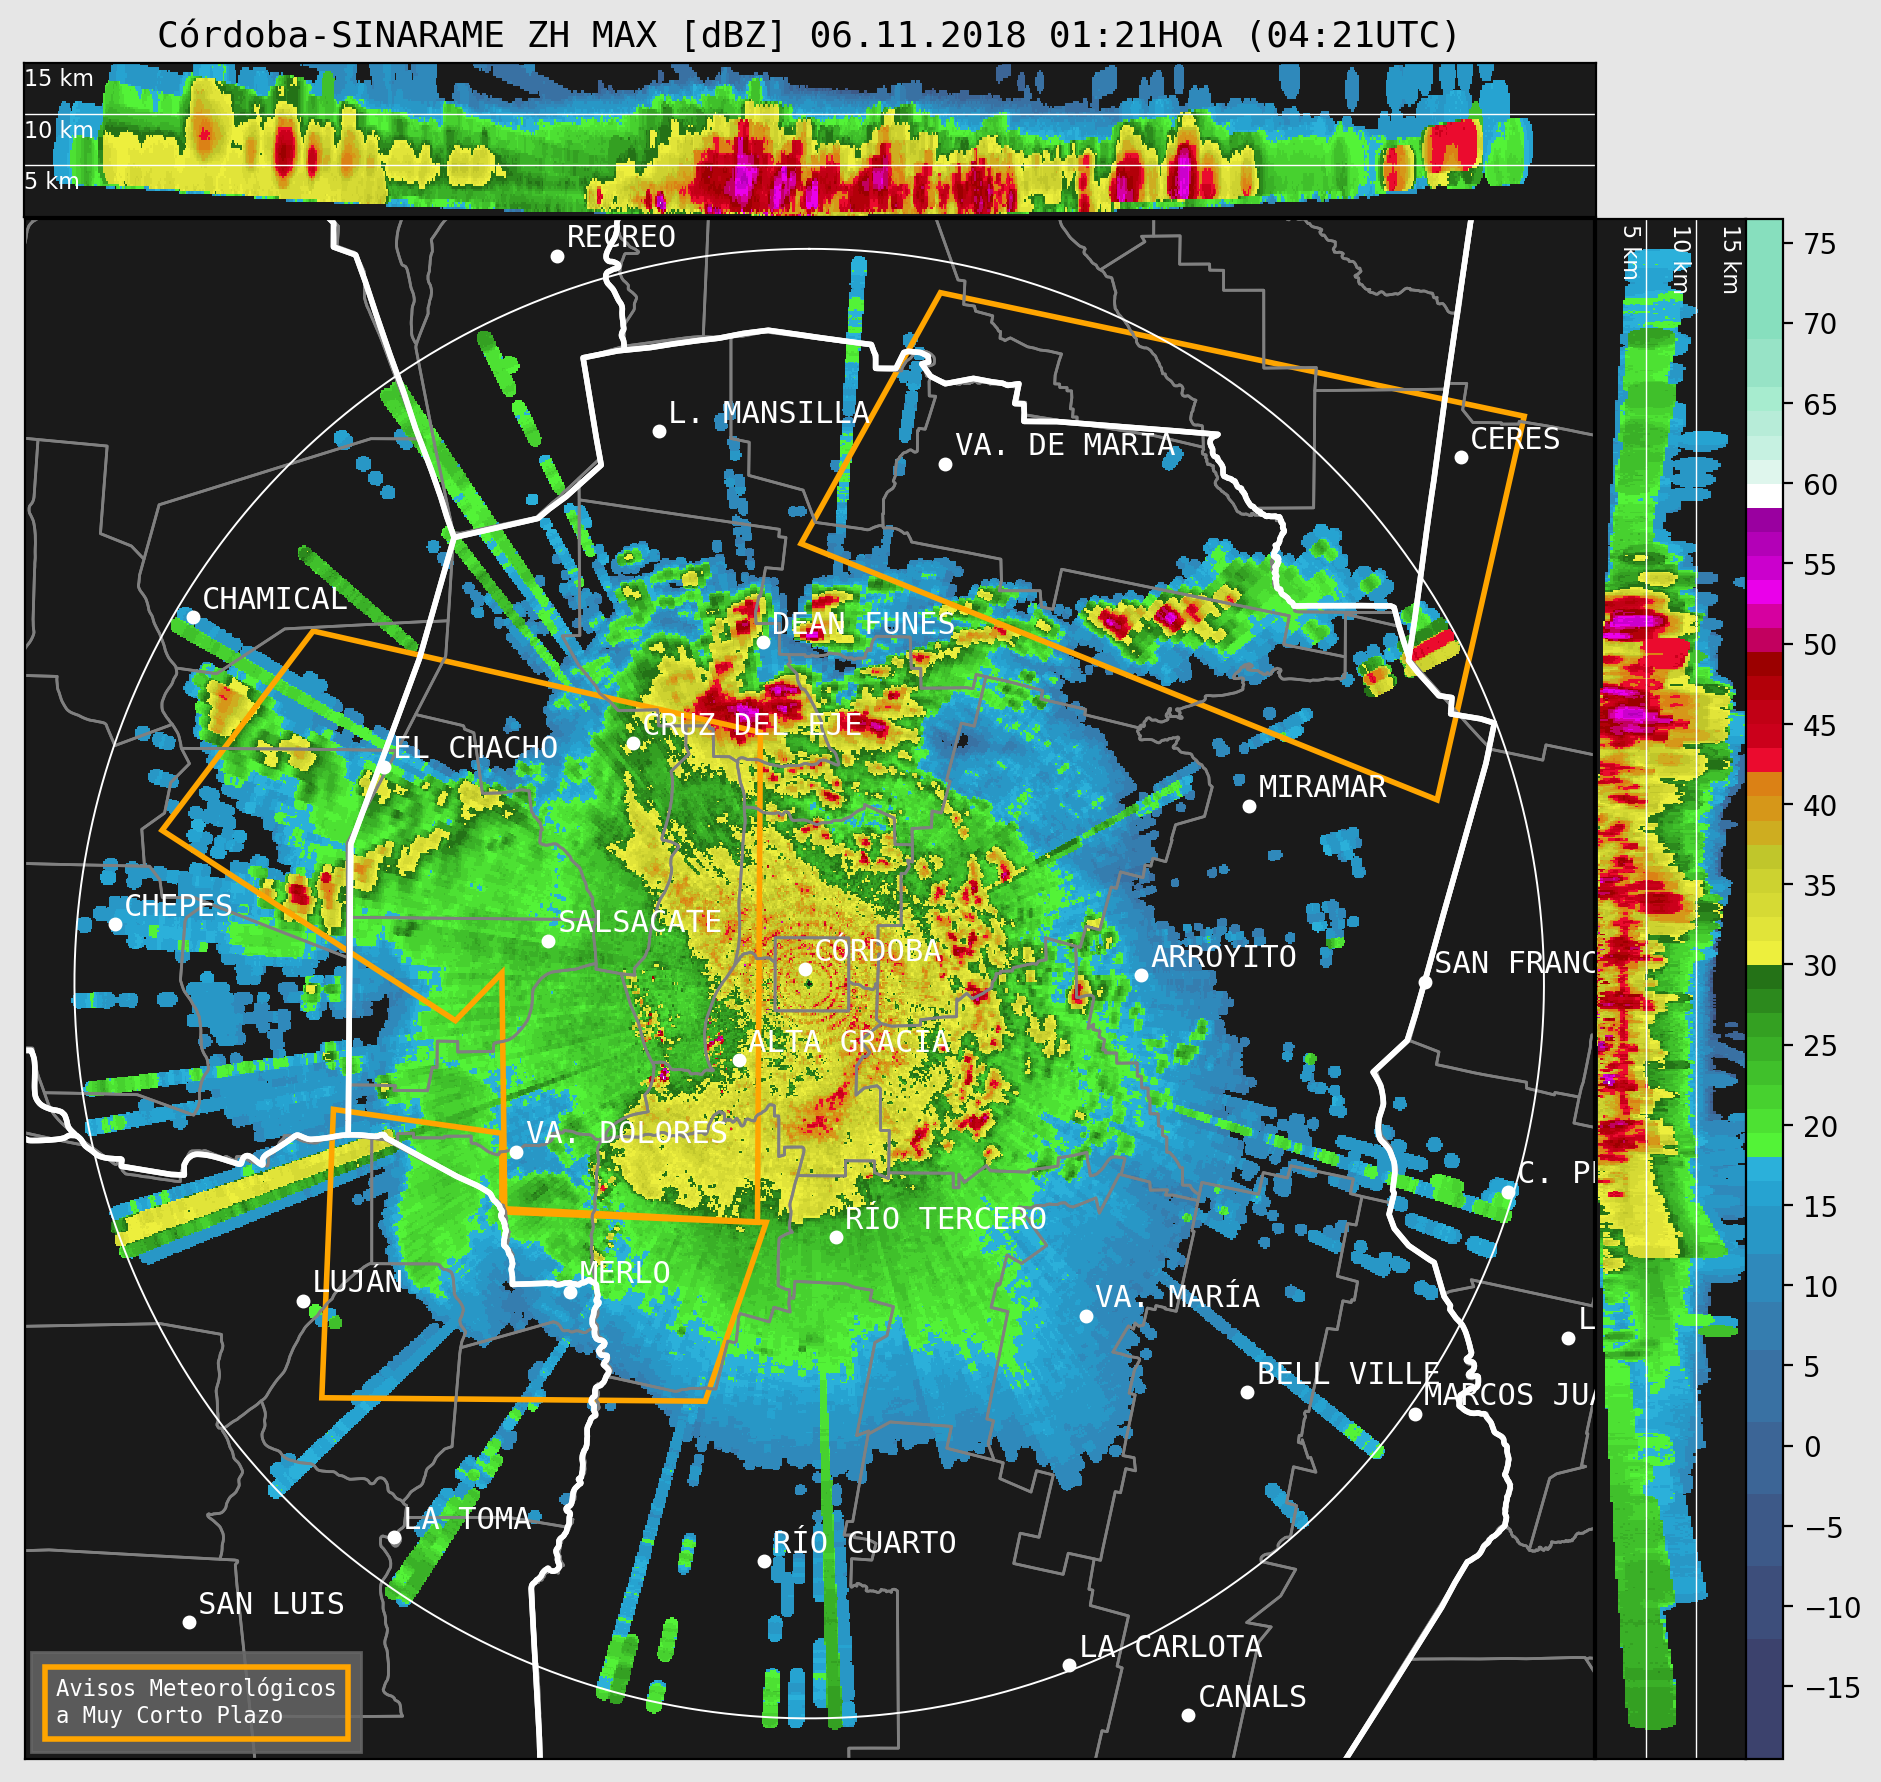 Córdoba-SINARAME ZH MAX [dBZ] 06.11.2018 01:21HOA (04:21UTC)
15 km
10 km
5 km
5 km
10 km
15 km
RECREO
L. MANSILLA
VA. DE MARIA
CERES
CHAMICAL
DEAN FUNES
CRUZ DEL EJE
EL CHACHO
MIRAMAR
CHEPES
SALSACATE
CÓRDOBA
ARROYITO
SAN FRANC
ALTA GRACIA
VA. DOLORES
C. PE
RÍO TERCERO
MERLO
LUJÁN
VA. MARÍA
L
BELL VILLE
MARCOS JUA
LA TOMA
RÍO CUARTO
SAN LUIS
LA CARLOTA
CANALS
Avisos Meteorológicos
a Muy Corto Plazo
75
70
65
60
55
50
45
40
35
30
25
20
15
10
5
0
−5
−10
−15